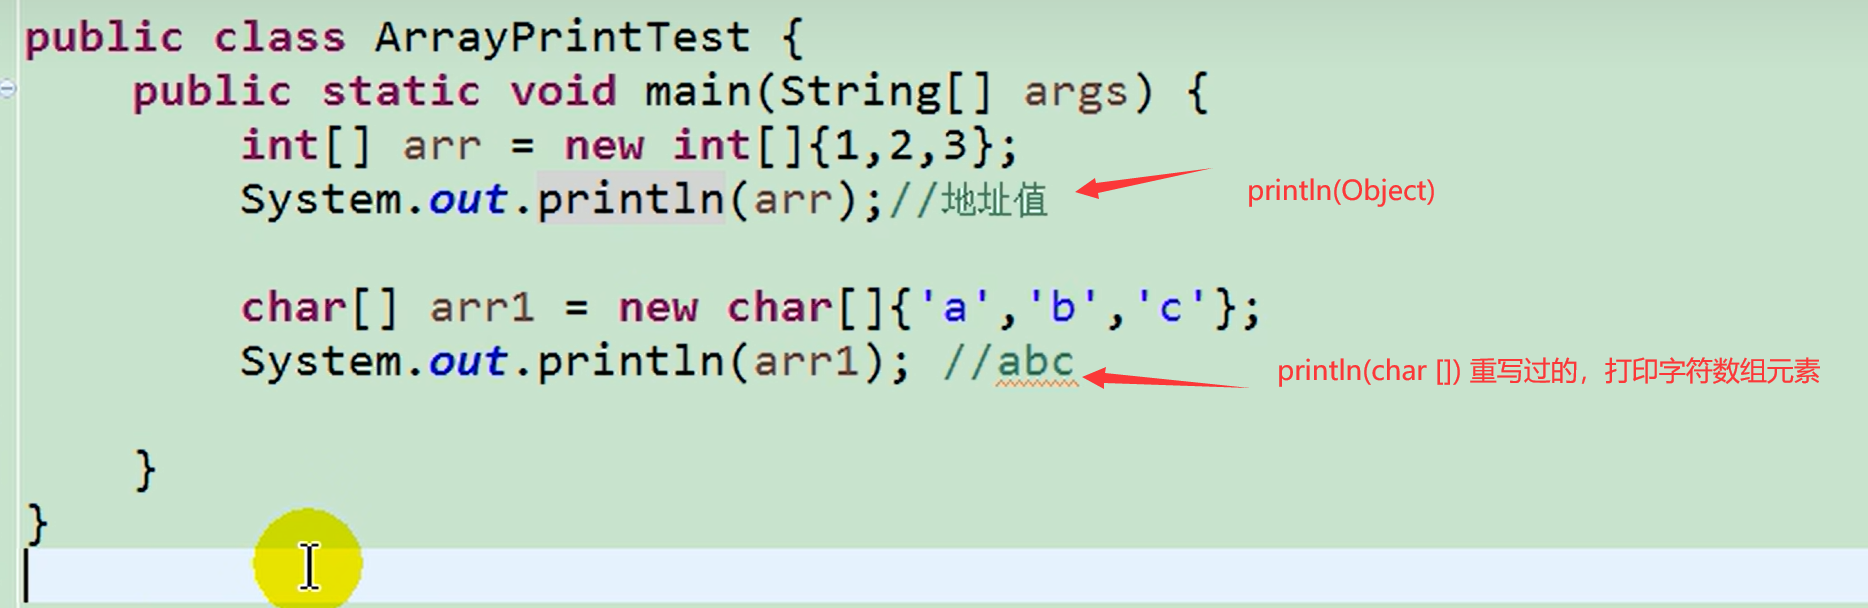 public class ArrayPrintTest {
public static void main(String[] args) {
int[] arr = new int[]{1,2,3};
System.out.println(arr);//地址值
println(Object)
char[] arr1 = new char[]{'a','b','c'};
System.out.println(arr1); //abc
println(char []) 重写过的，打印字符数组元素
}
}